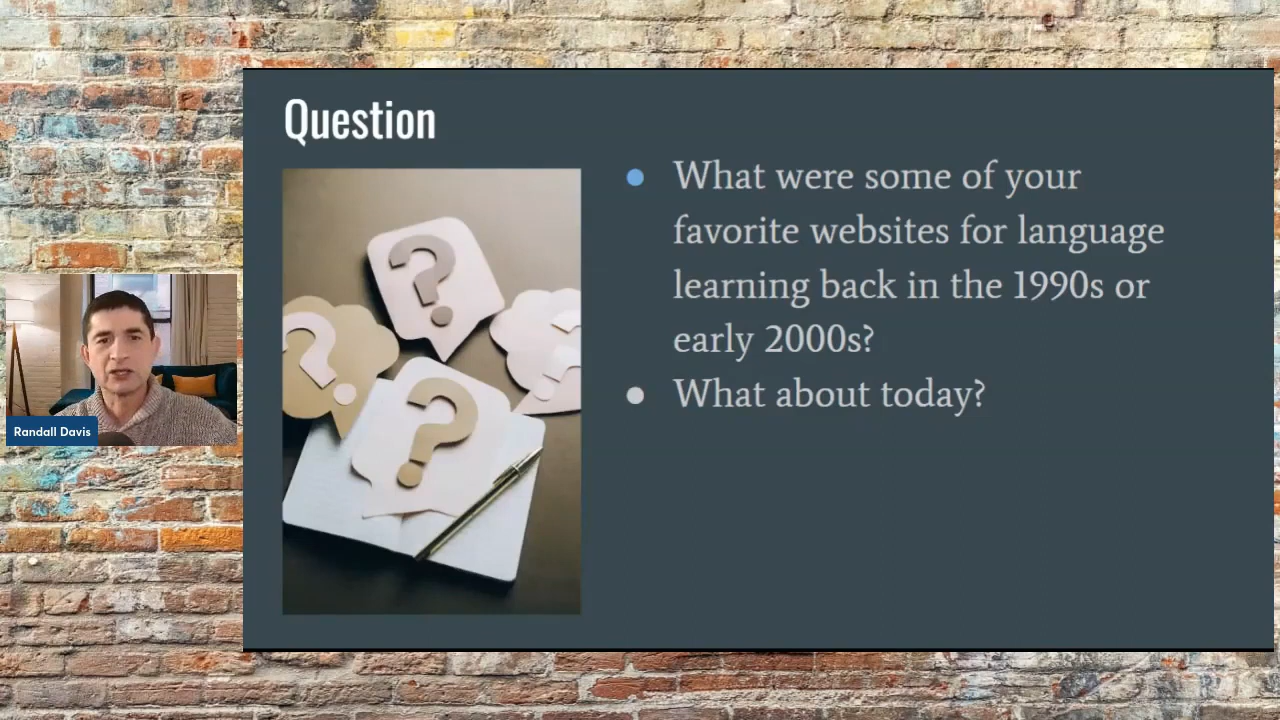 Question
What were some of your
favorite websites for language
learning back in the 1990s or
early 2000s?
What about today?
Randall Davis